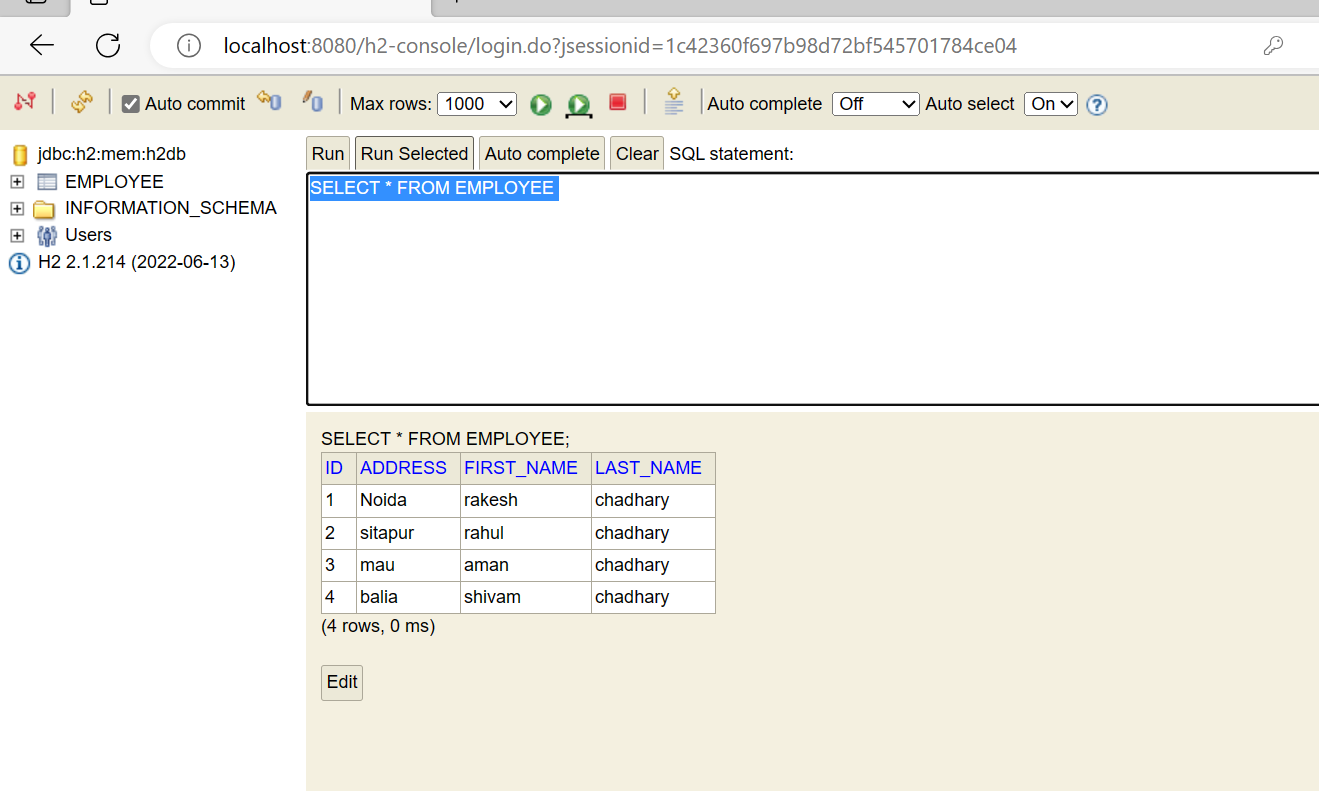 localhost:8080/h2-console/login.do?jsessionid=1c42360f697b98d72bf545701784ce04
Auto commit Max rows: 1000 Auto complete Off Auto select On ?
jdbc:h2:mem:h2db
EMPLOYEE
INFORMATION_SCHEMA
Users
H2 2.1.214 (2022-06-13)
Run Run Selected Auto complete Clear SQL statement:
SELECT * FROM EMPLOYEE
SELECT * FROM EMPLOYEE;
ID ADDRESS FIRST_NAME LAST_NAME
1 Noida rakesh chadhary
2 sitapur rahul chadhary
3 mau aman chadhary
4 balia shivam chadhary
(4 rows, 0 ms)
Edit